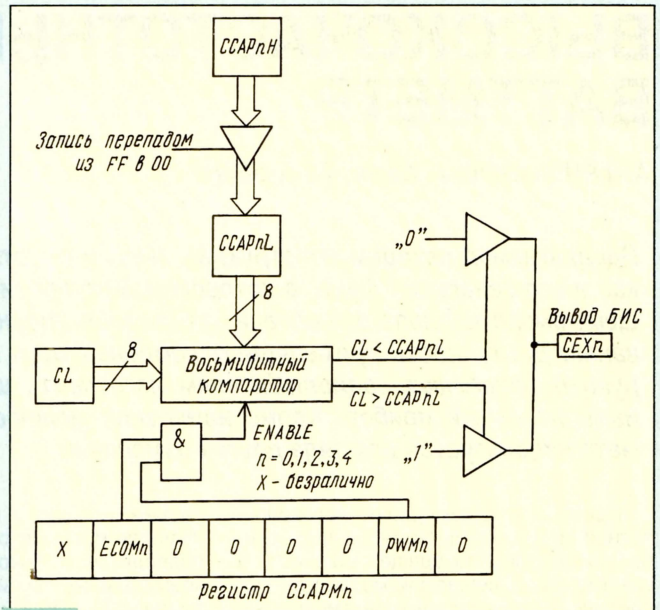 CCAPnH
Запись перепадом
из FF в 00
CCAPnL
„0”
8
Вывод БИС
CEXn
CL
8
Восьмибитный
компаратор
CL < CCAPnL
CL > CCAPnL
&
ENABLE
n = 0,1,2,3,4
X - безралично
„1”
X ECOMn 0 0 0 0 PWMn 0
Регистр CCAPMn